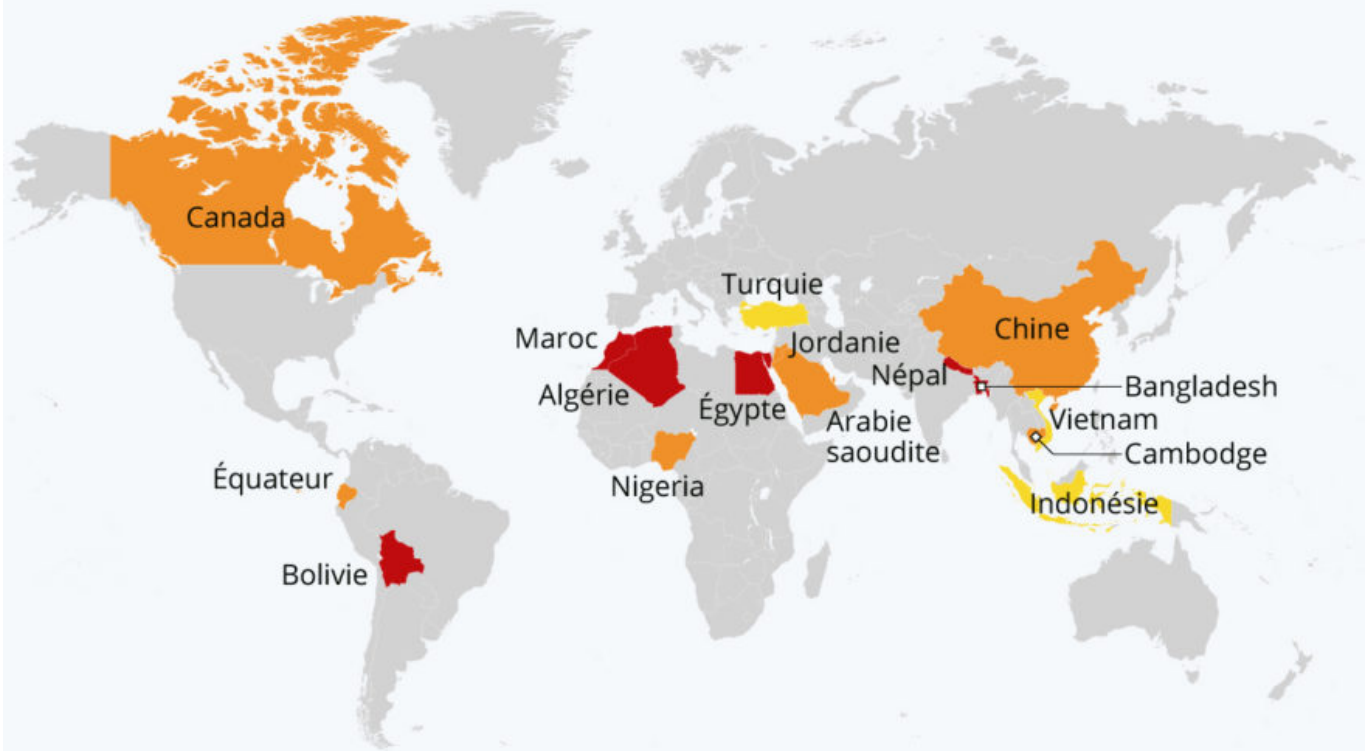 Canada
Turquie
Chine
Maroc
Jordanie
Népal
Bangladesh
Algérie
Égypte
Arabie
saoudite
Vietnam
Cambodge
Équateur
Nigeria
Indonésie
Bolivie